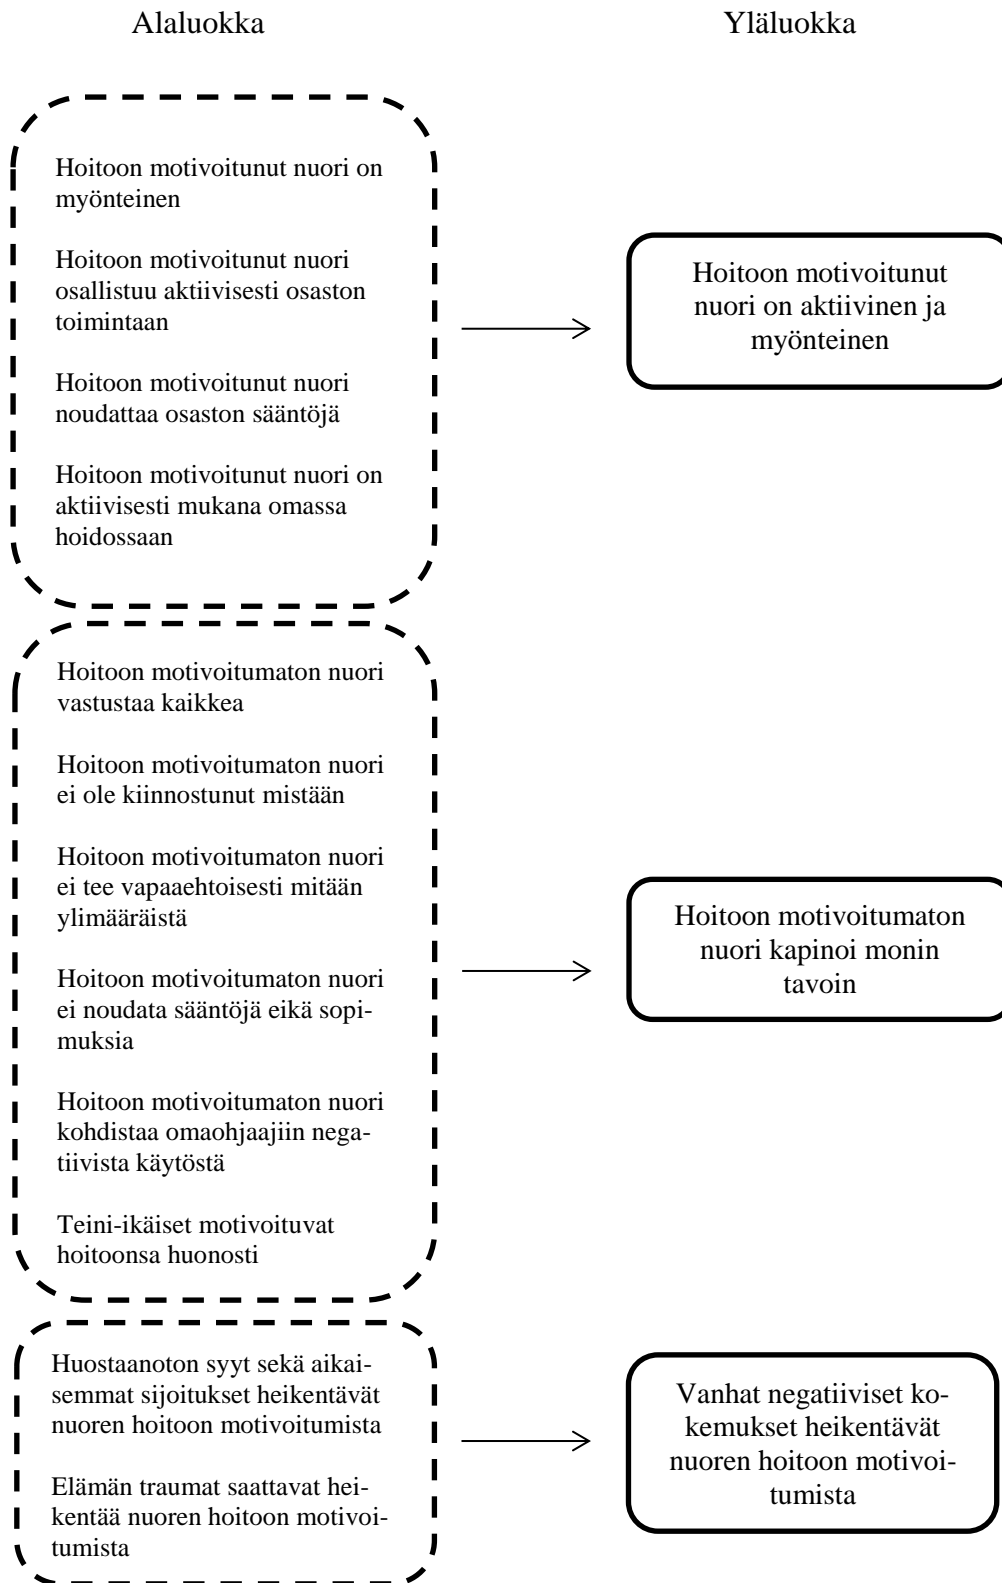 Alaluokka
Yläluokka
Hoitoon motivoitunut nuori on
myönteinen
Hoitoon motivoitunut nuori
osallistuu aktiivisesti osaston
toimintaan
Hoitoon motivoitunut nuori
noudattaa osaston sääntöjä
Hoitoon motivoitunut nuori on
aktiivisesti mukana omassa
hoidossaan
Hoitoon motivoitunut
nuori on aktiivinen ja
myönteinen
Hoitoon motivoitumaton nuori
vastustaa kaikkea
Hoitoon motivoitumaton nuori
ei ole kiinnostunut mistään
Hoitoon motivoitumaton nuori
ei tee vapaaehtoisesti mitään
ylimääräistä
Hoitoon motivoitumaton nuori
ei noudata sääntöjä eikä sopi-
muksia
Hoitoon motivoitumaton nuori
kohdistaa omaohjaajiin nega-
tiivista käytöstä
Teini-ikäiset motivoituvat
hoitoonsa huonosti
Hoitoon motivoitumaton
nuori kapinoi monin
tavoin
Huostaanoton syyt sekä aikai-
semmat sijoitukset heikentävät
nuoren hoitoon motivoitumista
Elämän traumat saattavat hei-
kentää nuoren hoitoon motivoi-
tumista
Vanhat negatiiviset ko-
kemukset heikentävät
nuoren hoitoon motivoi-
tumista